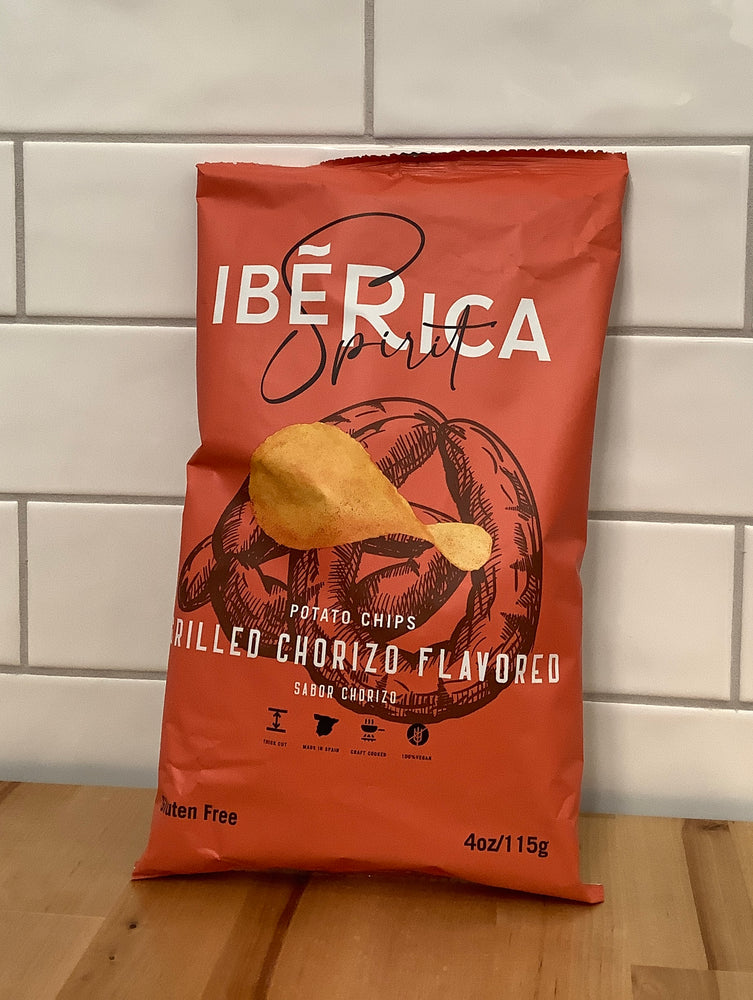 IBĒRICA
Spirit
POTATO CHIPS
RILLED CHORIZO FLAVORED
SABOR CHORIZO
THICK CUT MADE IN SPAIN CRAFT COOKED 100%VEGAN
luten Free
4oz/115g